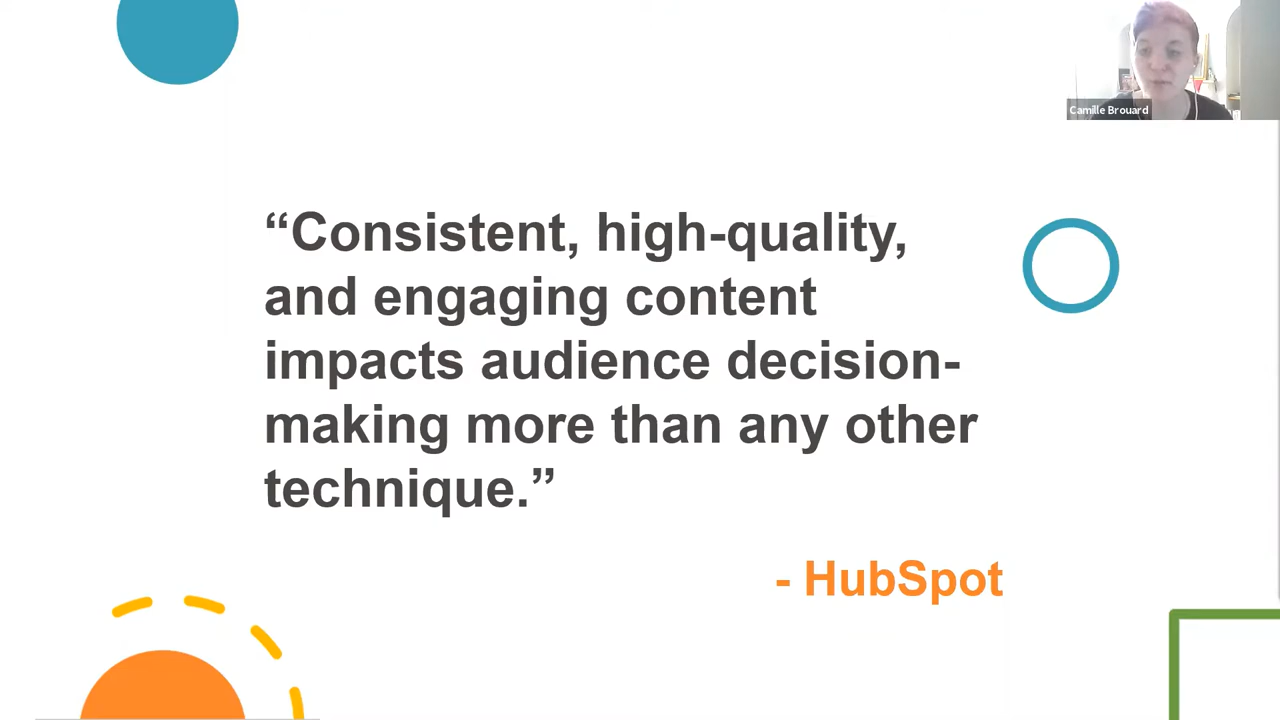 Camille Brouard
“Consistent, high-quality,
and engaging content
impacts audience decision-
making more than any other
technique.”
- HubSpot